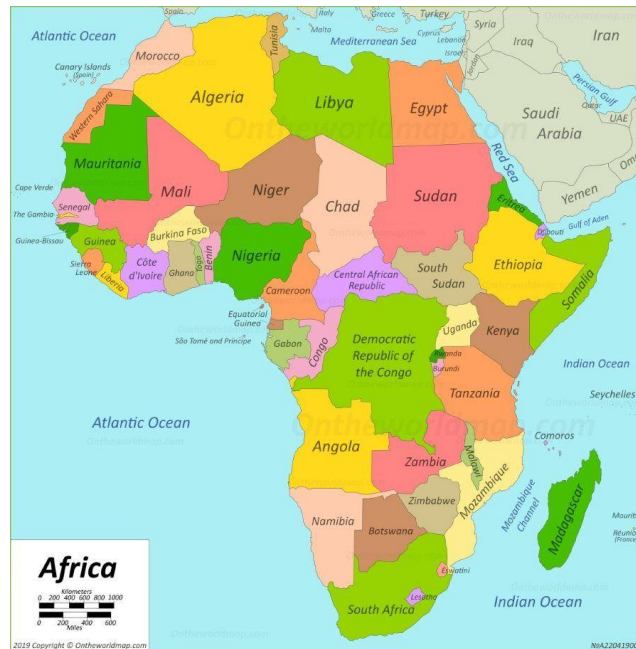 Spain
Italy
Greece
Turkey
Syria
Iraq
Iran
Atlantic Ocean
Tunisia
Malta
Mediterranean Sea
Cyprus
Lebanon
Israel
Jordan
Morocco
Canary Islands
(Spain)
Algeria
Libya
Egypt
Persian Gulf
Qatar
UAE
Saudi
Arabia
Western Sahara
Ontheworldmap.com
Red Sea
Mauritania
Mali
Niger
Chad
Sudan
Eritrea
Yemen
Cape Verde
Senegal
The Gambia
Guinea-Bissau
Guinea
Burkina Faso
Djibouti
Gulf of Aden
Sierra
Leone
Liberia
Côte
d'Ivoire
Ghana
Togo
Benin
Nigeria
Central African
Republic
South
Sudan
Ethiopia
Somalia
Cameroon
Equatorial
Guinea
São Tomé and Príncipe
Gabon
Congo
Democratic
Republic of
the Congo
Uganda
Kenya
Rwanda
Burundi
Indian Ocean
Tanzania
Seychelles
Atlantic Ocean
Ontheworldmap.com
Angola
Zambia
Malawi
Comoros
Mozambique
Mozambique
Channel
Madagascar
Zimbabwe
Namibia
Botswana
Réunion
(France)
Eswatini
Lesotho
South Africa
Indian Ocean
Africa
Kilometers
0 200 400 600 800 1000
0 200 400 600
Miles
2019 Copyright © Ontheworldmap.com